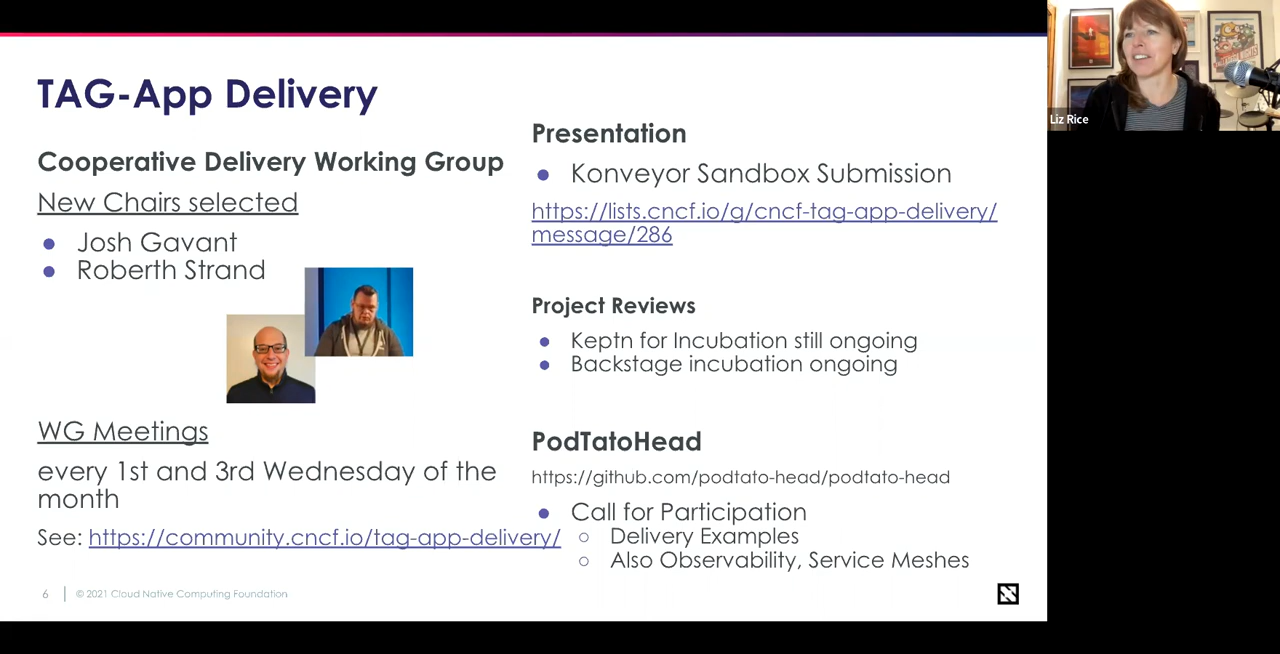 TAG-App Delivery
Cooperative Delivery Working Group
New Chairs selected
● Josh Gavant
● Roberth Strand
WG Meetings
every 1st and 3rd Wednesday of the
month
See: https://community.cncf.io/tag-app-delivery/
Presentation
● Konveyor Sandbox Submission
https://lists.cncf.io/g/cncf-tag-app-delivery/
message/286
Project Reviews
● Keptn for Incubation still ongoing
● Backstage incubation ongoing
PodTatoHead
https://github.com/podtato-head/podtato-head
● Call for Participation
○ Delivery Examples
○ Also Observability, Service Meshes
6 | © 2021 Cloud Native Computing Foundation
Liz Rice